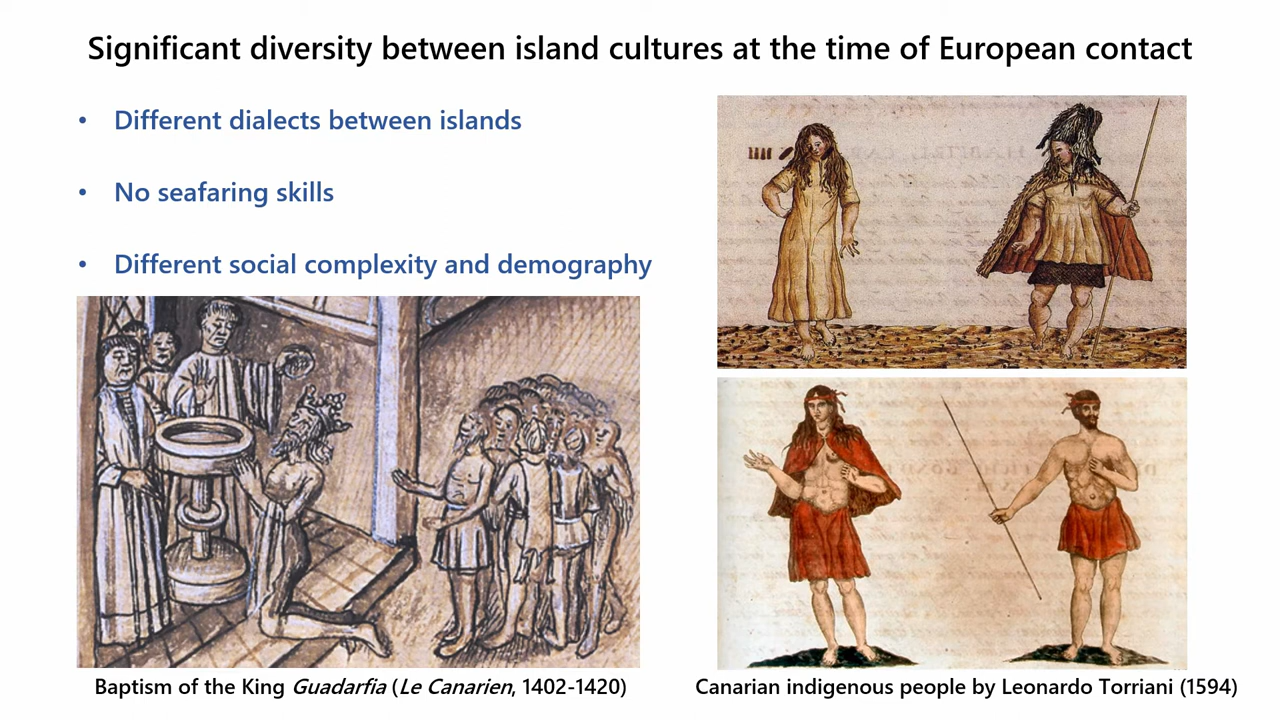 Significant diversity between island cultures at the time of European contact
• Different dialects between islands
• No seafaring skills
• Different social complexity and demography
Baptism of the King Guadarfia (Le Canarien, 1402-1420)
Canarian indigenous people by Leonardo Torriani (1594)